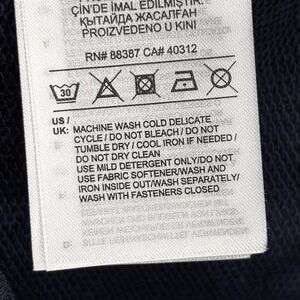 ÇİN'DE İMAL EDİLMİŞTİR.
ҚЫТАЙДА ЖАСАЛҒАН
PROIZVEDENO U KINI
RN# 88387 CA# 40312
30
US /
UK: MACHINE WASH COLD DELICATE
CYCLE / DO NOT BLEACH / DO NOT
TUMBLE DRY / COOL IRON IF NEEDED /
DO NOT DRY CLEAN
USE MILD DETERGENT ONLY/DO NOT
USE FABRIC SOFTENER/WASH AND
IRON INSIDE OUT/WASH SEPARATELY/
WASH WITH FASTENERS CLOSED